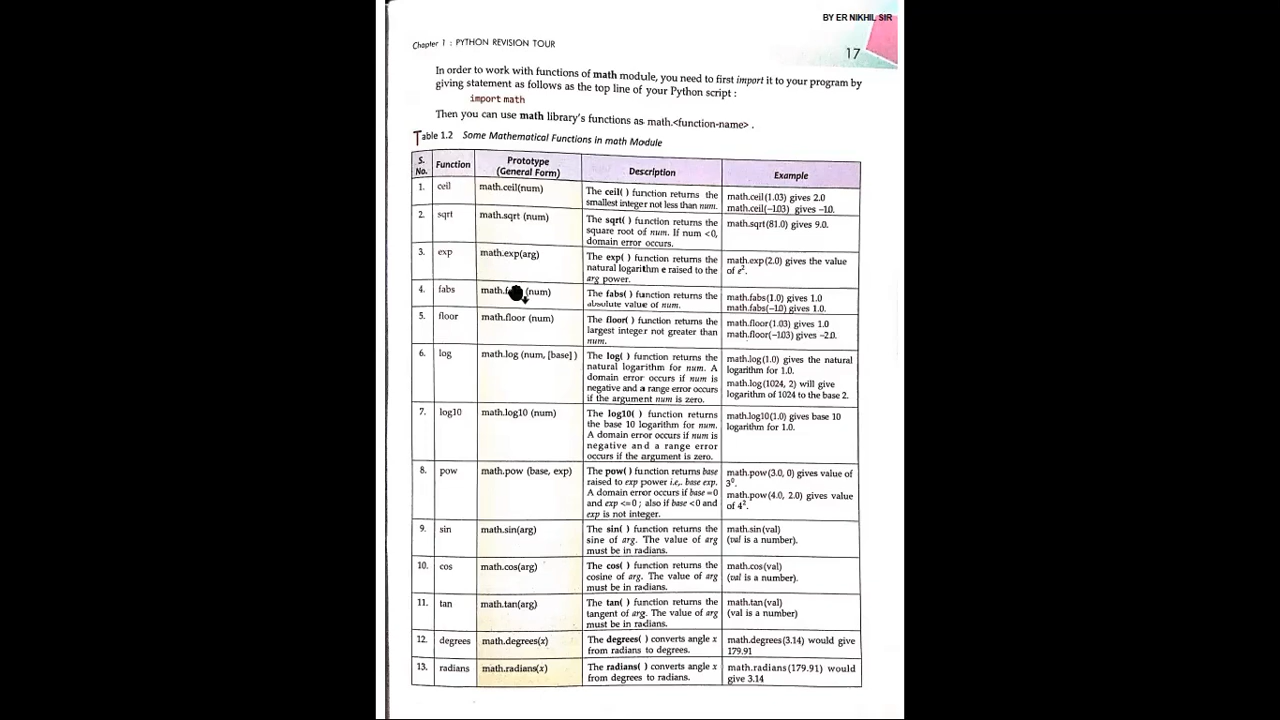 BY ER NIKHIL SIR
Chapter 1 : PYTHON REVISION TOUR
17
In order to work with functions of math module, you need to first import it to your program by
giving statement as follows as the top line of your Python script :
import math
Then you can use math library's functions as math.<function-name> .
Table 1.2 Some Mathematical Functions in math Module
S. No. Function Prototype (General Form) Description Example
1. ceil math.ceil(num)
The ceil( ) function returns the
smallest integer not less than num.
math.ceil(1.03) gives 2.0
math.ceil(–1.03) gives –1.0.
2. sqrt math.sqrt (num)
The sqrt( ) function returns the
square root of num. If num <0,
domain error occurs.
math.sqrt(81.0) gives 9.0.
3. exp math.exp(arg)
The exp( ) function returns the
natural logarithm e raised to the
arg power.
math.exp(2.0) gives the value
of e².
4. fabs (num)
The fabs( ) function returns the
absolute value of num.
math.fabs(1.0) gives 1.0
math.fabs(–1.0) gives 1.0.
5. floor math.floor (num)
The floor( ) function returns the
largest integer not greater than
num.
math.floor(1.03) gives 1.0
math.floor(–1.03) gives –2.0.
6. log math.log (num, [base])
The log( ) function returns the
natural logarithm for num. A
domain error occurs if num is
negative and a range error occurs
if the argument num is zero.
math.log(1.0) gives the natural
logarithm for 1.0.
math.log(1024, 2) will give
logarithm of 1024 to the base 2.
7. log10 math.log10 (num)
The log10( ) function returns
the base 10 logarithm for num.
A domain error occurs if num is
negative and a range error
occurs if the argument is zero.
math.log10(1.0) gives base 10
logarithm for 1.0.
8. pow math.pow (base, exp)
The pow( ) function returns base
raised to exp power i.e,. base exp.
A domain error occurs if base =0
and exp <=0 ; also if base <0 and
exp is not integer.
math.pow(3.0, 0) gives value of
3⁰.
math.pow(4.0, 2.0) gives value
of 4².
9. sin math.sin(arg)
The sin( ) function returns the
sine of arg. The value of arg
must be in radians.
math.sin(val)
(val is a number).
10. cos math.cos(arg)
The cos( ) function returns the
cosine of arg. The value of arg
must be in radians.
math.cos(val)
(val is a number).
11. tan math.tan(arg)
The tan( ) function returns the
tangent of arg. The value of arg
must be in radians.
math.tan(val)
(val is a number)
12. degrees math.degrees(x)
The degrees( ) converts angle x
from radians to degrees.
math.degrees(3.14) would give
179.91
13. radians math.radians(x)
The radians( ) converts angle x
from degrees to radians.
math.radians(179.91) would
give 3.14